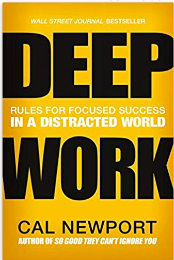 WALL STREET JOURNAL BESTSELLER
DEEP
RULES FOR FOCUSED SUCCESS
IN A DISTRACTED WORLD
WORK
CAL NEWPORT
AUTHOR OF SO GOOD THEY CAN'T IGNORE YOU